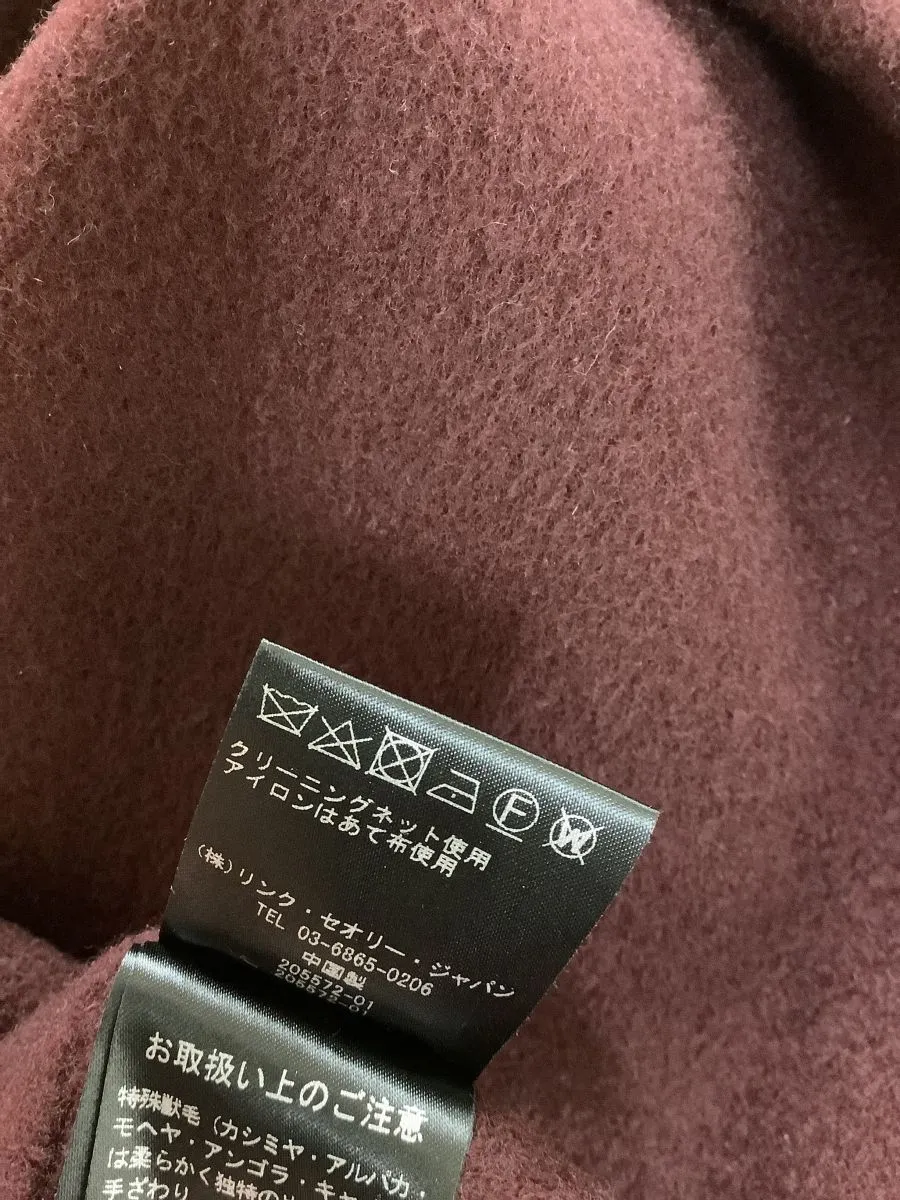 F W
クリーニングネット使用
アイロンはあて布使用
(株)リンク・セオリー・ジャパン
TEL 03-6865-0206
中国製
205572-01
205573-01
お取扱い上のご注意
特殊獣毛(カシミヤ・アルパカ・
モヘヤ・アンゴラ・キャ
は柔らかく独特の
手ざわり